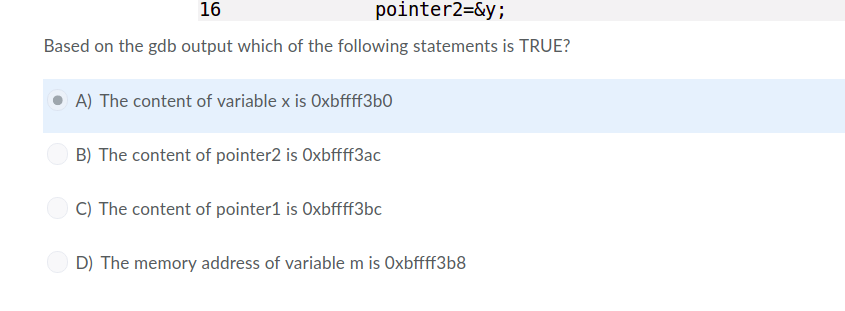 16 pointer2=&y;
Based on the gdb output which of the following statements is TRUE?
A) The content of variable x is 0xbffff3b0
B) The content of pointer2 is 0xbffff3ac
C) The content of pointer1 is 0xbffff3bc
D) The memory address of variable m is 0xbffff3b8